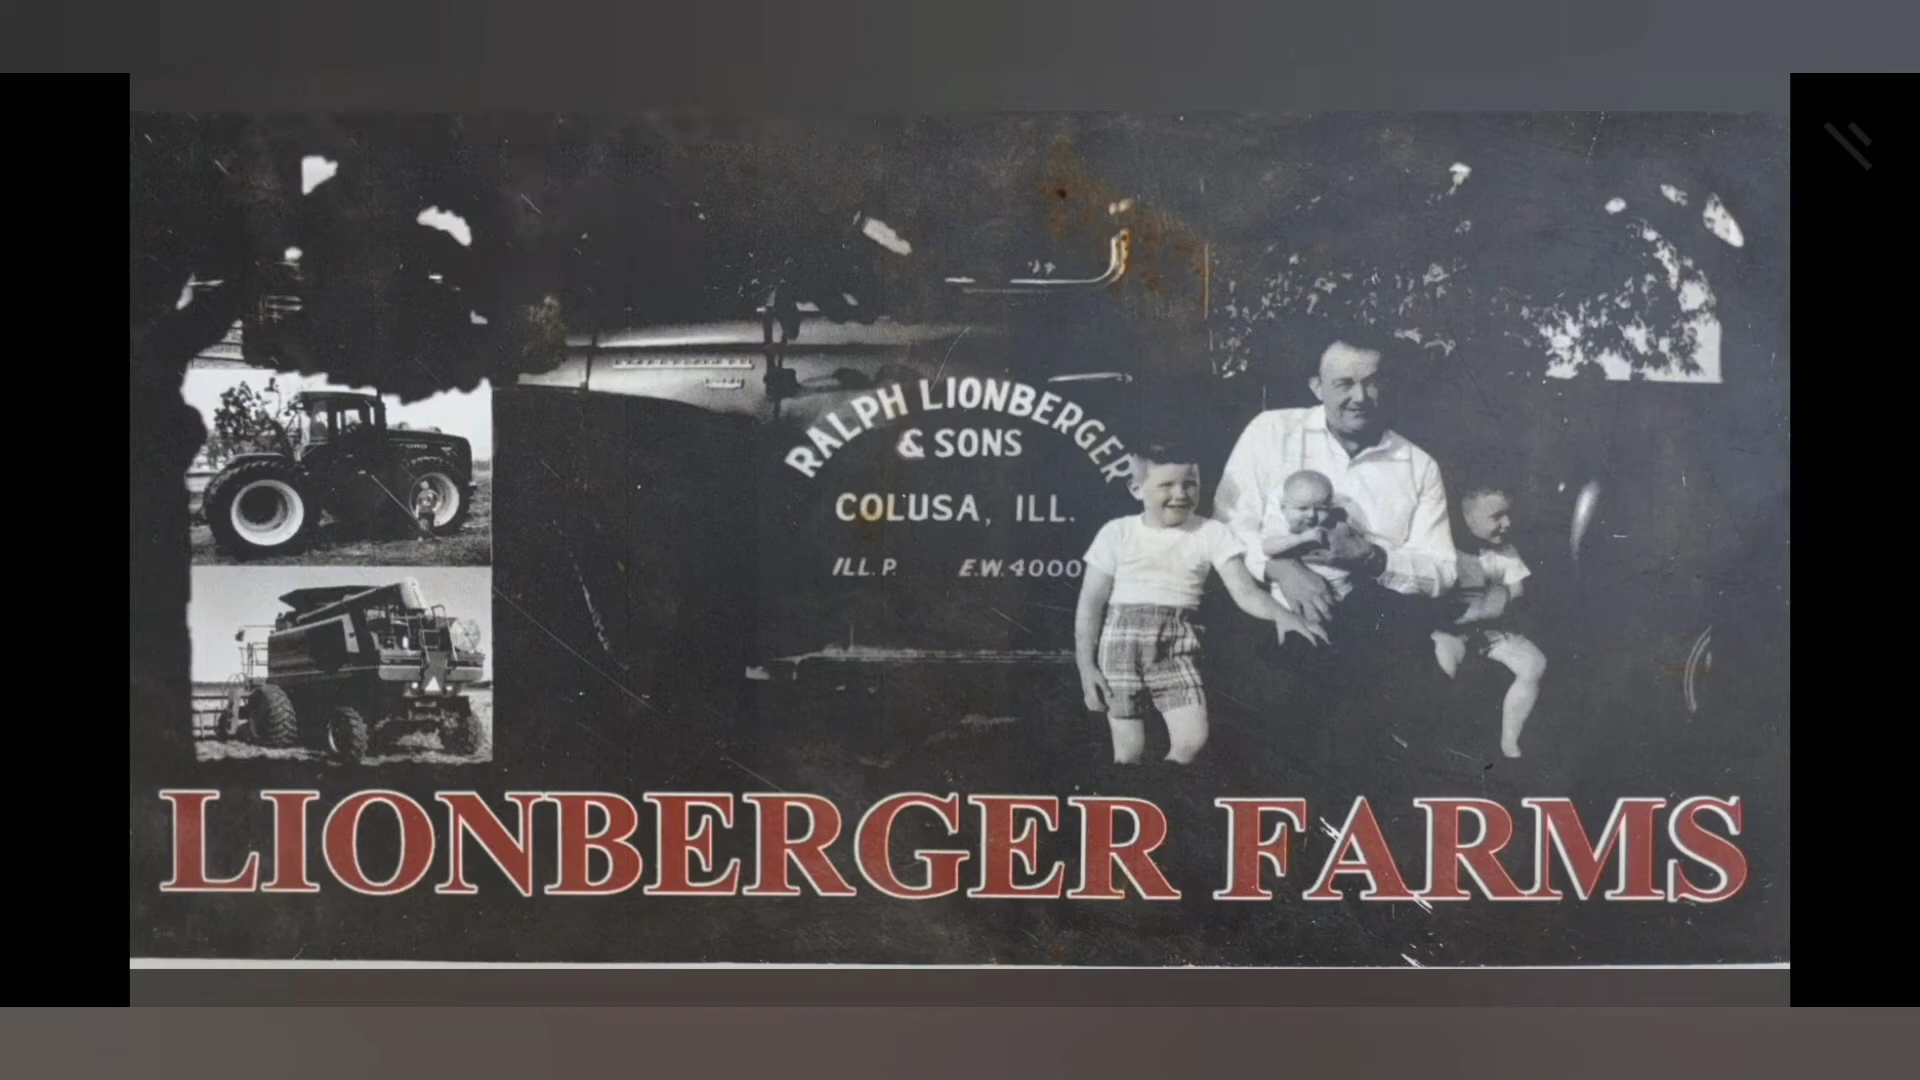 RALPH LIONBERGER
& SONS
COLUSA, ILL.
ILL. P. E.W. 4000
LIONBERGER FARMS